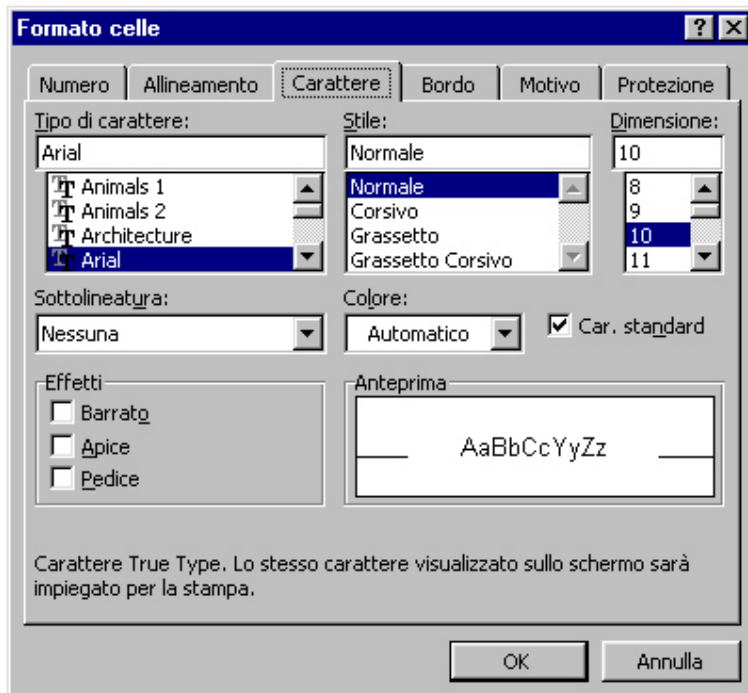 Formato celle
Numero Allineamento Carattere Bordo Motivo Protezione
Tipo di carattere: Stile: Dimensione:
Arial Normale 10
Animals 1 Normale 8
Animals 2 Corsivo 9
Architecture Grassetto 10
Arial Grassetto Corsivo 11
Sottolineatura: Colore:
Nessuna Automatico Car. standard
Effetti Anteprima
Barrato
Apice AaBbCcYyZz
Pedice
Carattere True Type. Lo stesso carattere visualizzato sullo schermo sarà
impiegato per la stampa.
OK Annulla